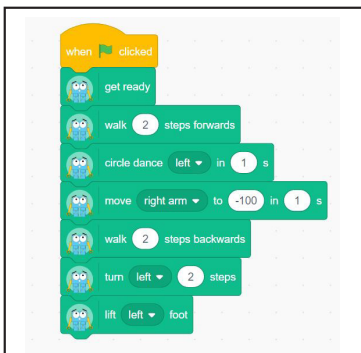 when clicked
get ready
walk 2 steps forwards
circle dance left in 1 s
move right arm to -100 in 1 s
walk 2 steps backwards
turn left 2 steps
lift left foot